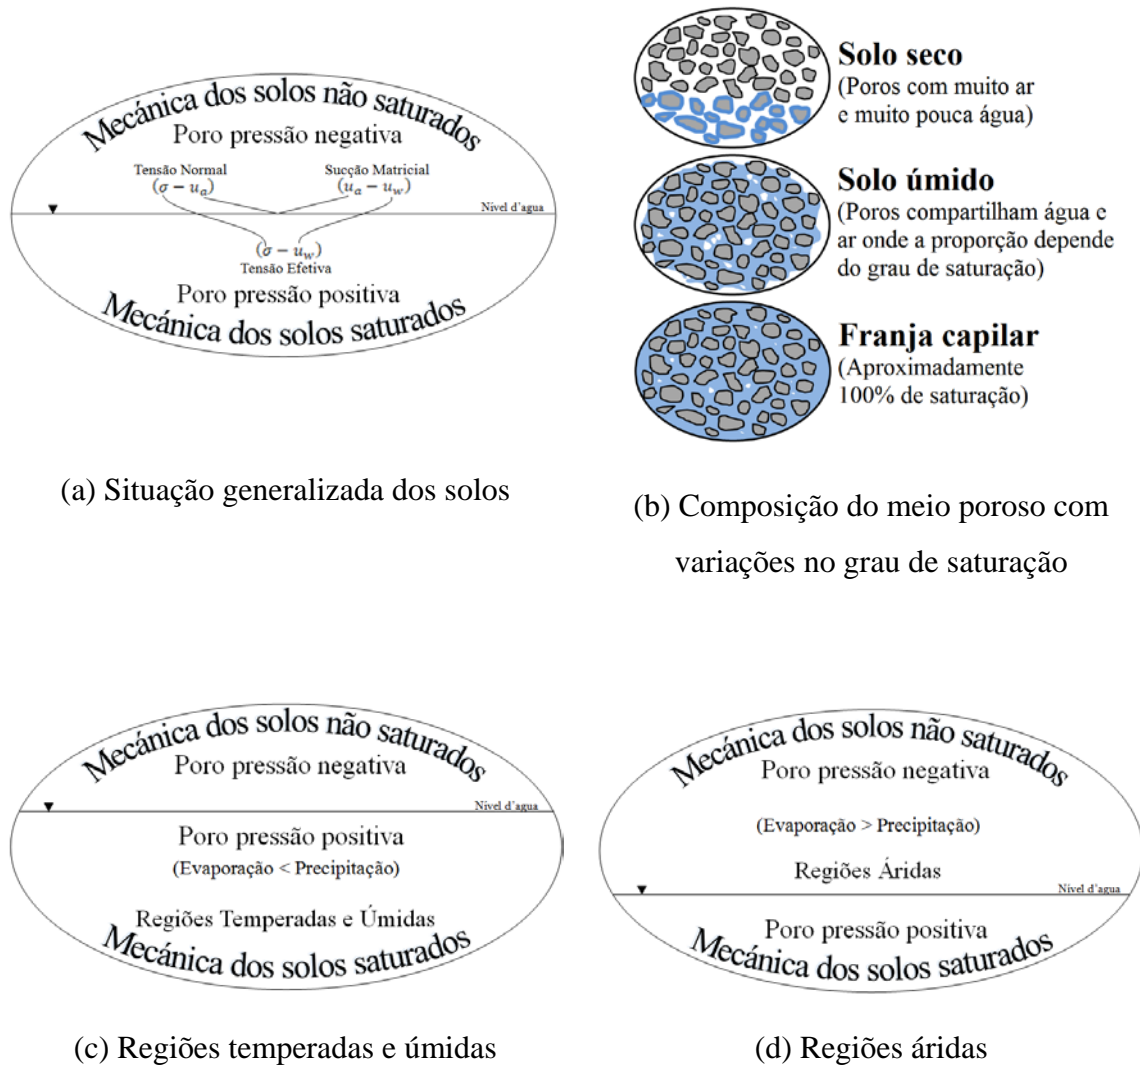 Mecánica dos solos não saturados
Poro pressão negativa
Tensão Normal
(σ − u_a)
Sucção Matricial
(u_a − u_w)
Nível d'agua
(σ − u_w)
Tensão Efetiva
Poro pressão positiva
Mecánica dos solos saturados
(a) Situação generalizada dos solos
Solo seco
(Poros com muito ar
e muito pouca água)
Solo úmido
(Poros compartilham água e
ar onde a proporção depende
do grau de saturação)
Franja capilar
(Aproximadamente
100% de saturação)
(b) Composição do meio poroso com
variações no grau de saturação
Mecánica dos solos não saturados
Poro pressão negativa
Nível d'agua
Poro pressão positiva
(Evaporação < Precipitação)
Regiões Temperadas e Úmidas
Mecánica dos solos saturados
(c) Regiões temperadas e úmidas
Mecánica dos solos não saturados
Poro pressão negativa
(Evaporação > Precipitação)
Regiões Áridas
Nível d'agua
Poro pressão positiva
Mecánica dos solos saturados
(d) Regiões áridas